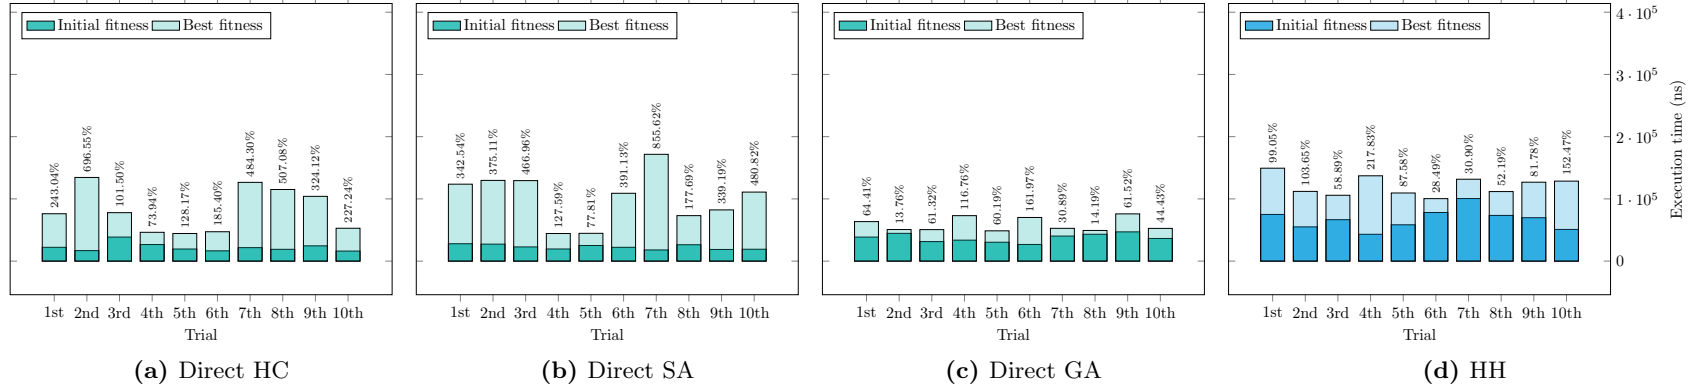 Initial fitness Best fitness
243.04%
696.55%
101.50%
73.94%
128.17%
185.40%
484.30%
507.08%
324.12%
227.24%
1st 2nd 3rd 4th 5th 6th 7th 8th 9th 10th
Trial
(a) Direct HC
Initial fitness Best fitness
342.54%
375.11%
466.96%
127.59%
77.81%
391.13%
855.62%
177.69%
339.19%
480.82%
1st 2nd 3rd 4th 5th 6th 7th 8th 9th 10th
Trial
(b) Direct SA
Initial fitness Best fitness
64.41%
13.76%
61.32%
116.76%
60.19%
161.97%
30.89%
14.19%
61.52%
44.43%
1st 2nd 3rd 4th 5th 6th 7th 8th 9th 10th
Trial
(c) Direct GA
Initial fitness Best fitness
99.05%
103.65%
58.89%
217.83%
87.58%
28.49%
30.90%
52.19%
81.78%
152.47%
1st 2nd 3rd 4th 5th 6th 7th 8th 9th 10th
Trial
4 · 10⁵
3 · 10⁵
2 · 10⁵
1 · 10⁵
0
Execution time (ns)
(d) HH